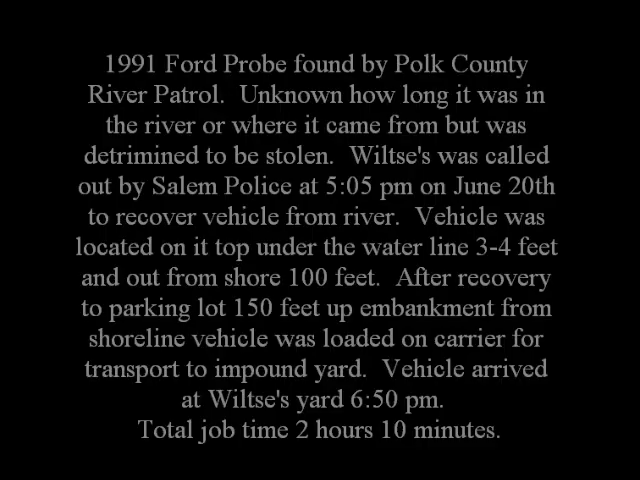 1991 Ford Probe found by Polk County
River Patrol.  Unknown how long it was in
the river or where it came from but was
detrimined to be stolen.  Wiltse's was called
out by Salem Police at 5:05 pm on June 20th
to recover vehicle from river.  Vehicle was
located on it top under the water line 3-4 feet
and out from shore 100 feet.  After recovery
to parking lot 150 feet up embankment from
shoreline vehicle was loaded on carrier for
transport to impound yard.  Vehicle arrived
at Wiltse's yard 6:50 pm.
Total job time 2 hours 10 minutes.